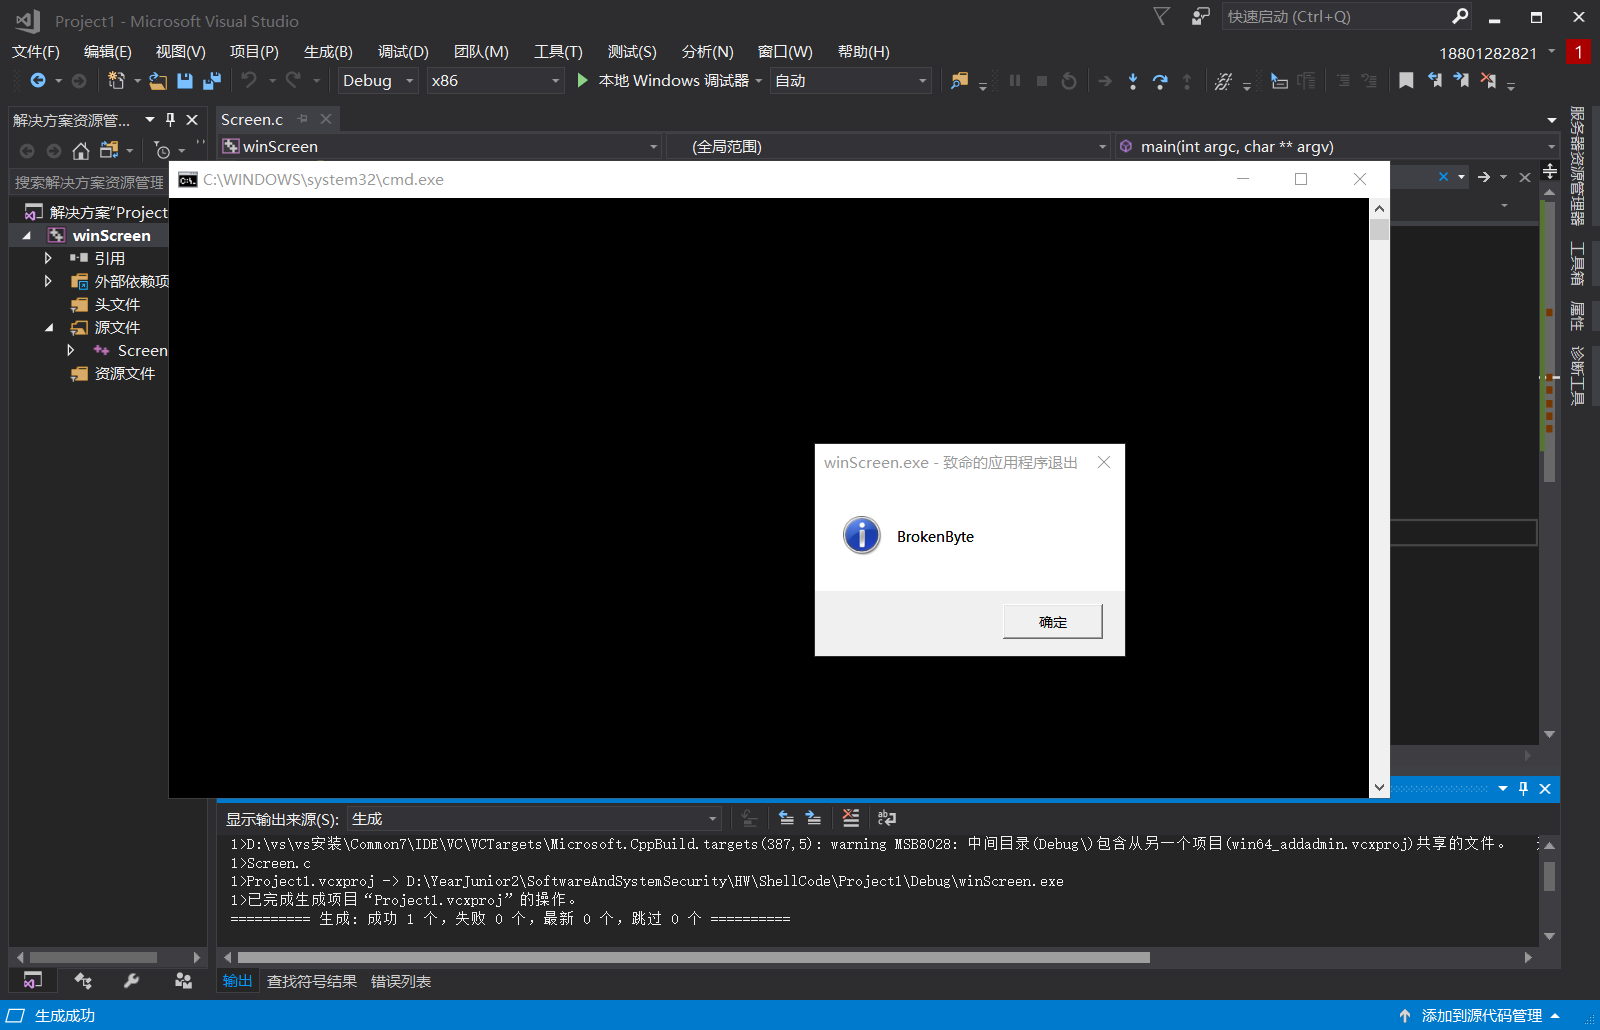 Project1 - Microsoft Visual Studio
快速启动 (Ctrl+Q)
文件(F) 编辑(E) 视图(V) 项目(P) 生成(B) 调试(D) 团队(M) 工具(T) 测试(S) 分析(N) 窗口(W) 帮助(H)
18801282821
1
Debug x86 本地 Windows 调试器 自动
解决方案资源管...
Screen.c
winScreen (全局范围) main(int argc, char ** argv)
搜索解决方案资源管理
解决方案"Project
winScreen
引用
外部依赖项
头文件
源文件
Screen
资源文件
C:\WINDOWS\system32\cmd.exe
winScreen.exe - 致命的应用程序退出
BrokenByte
确定
服务器资源管理器
工具箱
属性
诊断工具
显示输出来源(S): 生成
1>D:\vs\vs安装\Common7\IDE\VC\VCTargets\Microsoft.CppBuild.targets(387,5): warning MSB8028: 中间目录(Debug\)包含从另一个项目(win64_addadmin.vcxproj)共享的文件。
1>Screen.c
1>Project1.vcxproj -> D:\YearJunior2\SoftwareAndSystemSecurity\HW\ShellCode\Project1\Debug\winScreen.exe
1>已完成生成项目“Project1.vcxproj”的操作。
========== 生成: 成功 1 个，失败 0 个，最新 0 个，跳过 0 个 ==========
输出 查找符号结果 错误列表
生成成功
添加到源代码管理